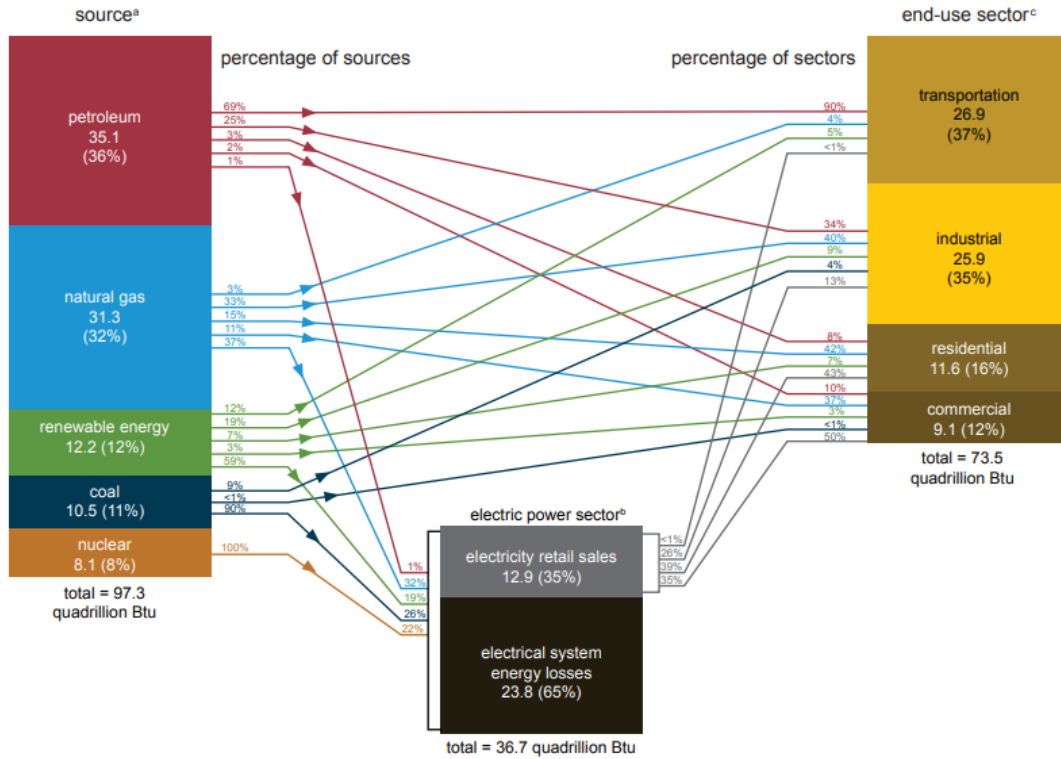 sourceᵃ
end-use sectorᶜ
percentage of sources
percentage of sectors
petroleum
35.1
(36%)
69%
25%
3%
2%
1%
natural gas
31.3
(32%)
3%
33%
15%
11%
37%
renewable energy
12.2 (12%)
12%
19%
7%
3%
59%
coal
10.5 (11%)
9%
<1%
90%
nuclear
8.1 (8%)
100%
total = 97.3
quadrillion Btu
electric power sectorᵇ
1%
32%
19%
26%
22%
electricity retail sales
12.9 (35%)
electrical system
energy losses
23.8 (65%)
total = 36.7 quadrillion Btu
<1%
26%
39%
35%
90%
4%
5%
<1%
transportation
26.9
(37%)
34%
40%
9%
4%
13%
industrial
25.9
(35%)
8%
42%
7%
43%
residential
11.6 (16%)
10%
37%
3%
<1%
50%
commercial
9.1 (12%)
total = 73.5
quadrillion Btu